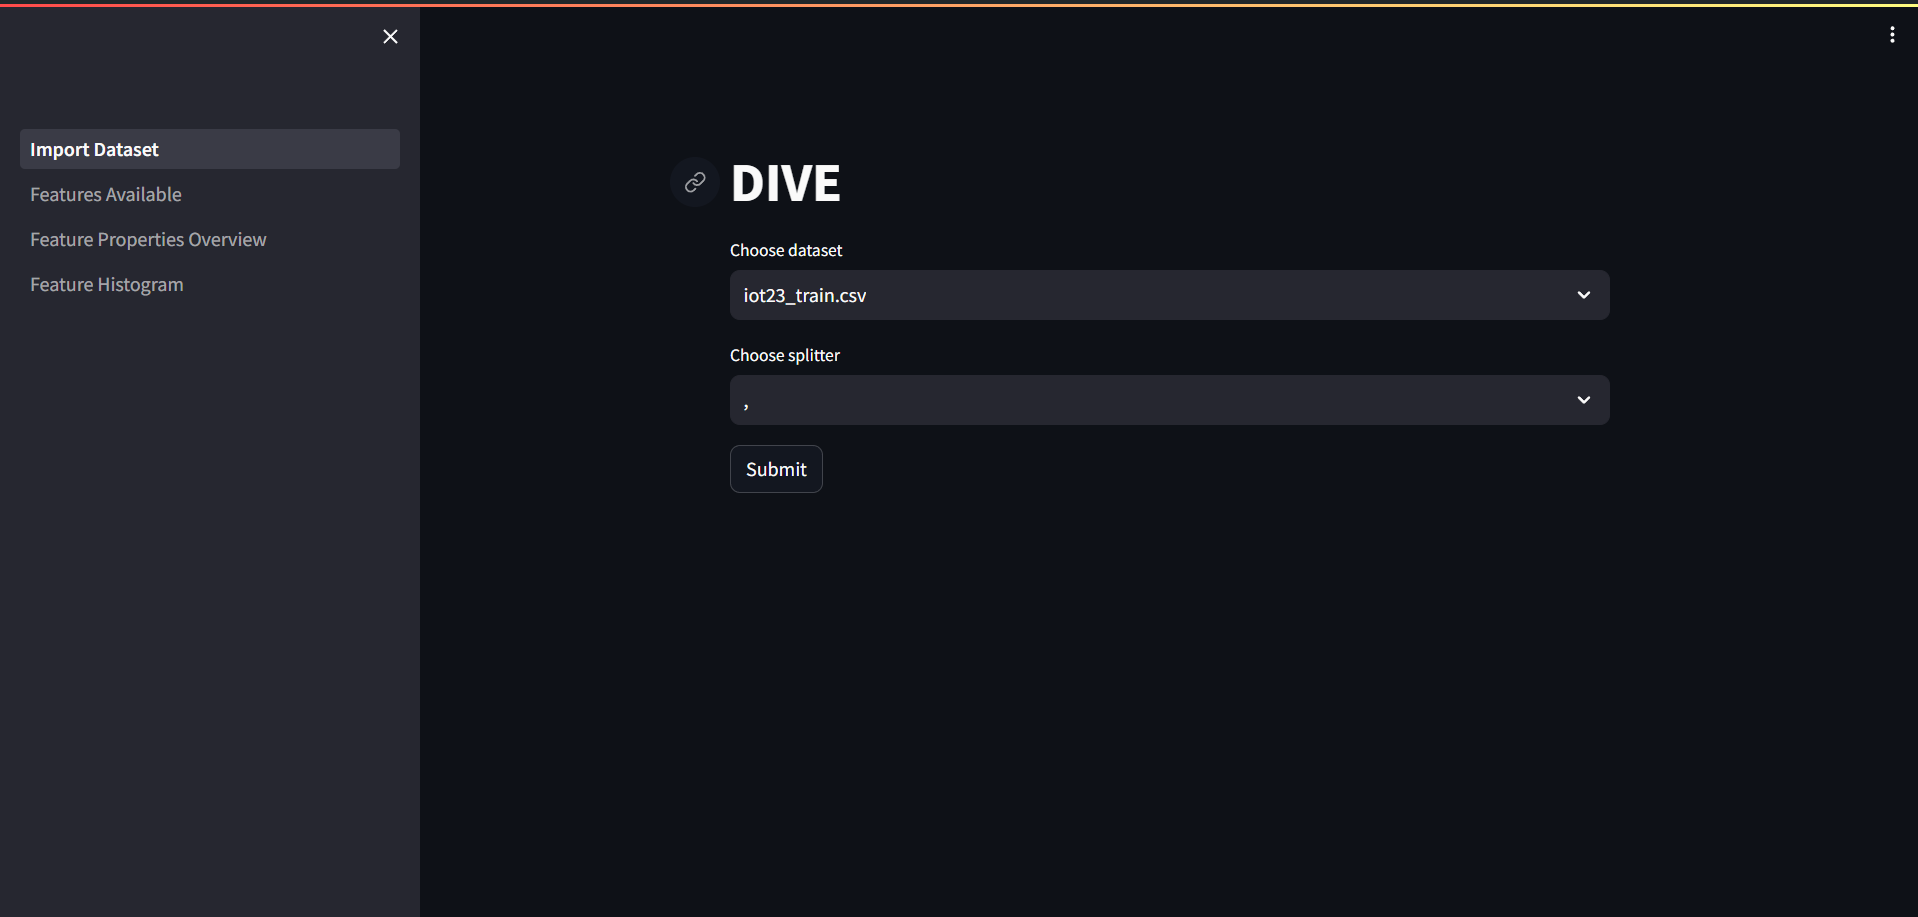 Import Dataset
Features Available
Feature Properties Overview
Feature Histogram
DIVE
Choose dataset
iot23_train.csv
Choose splitter
,
Submit